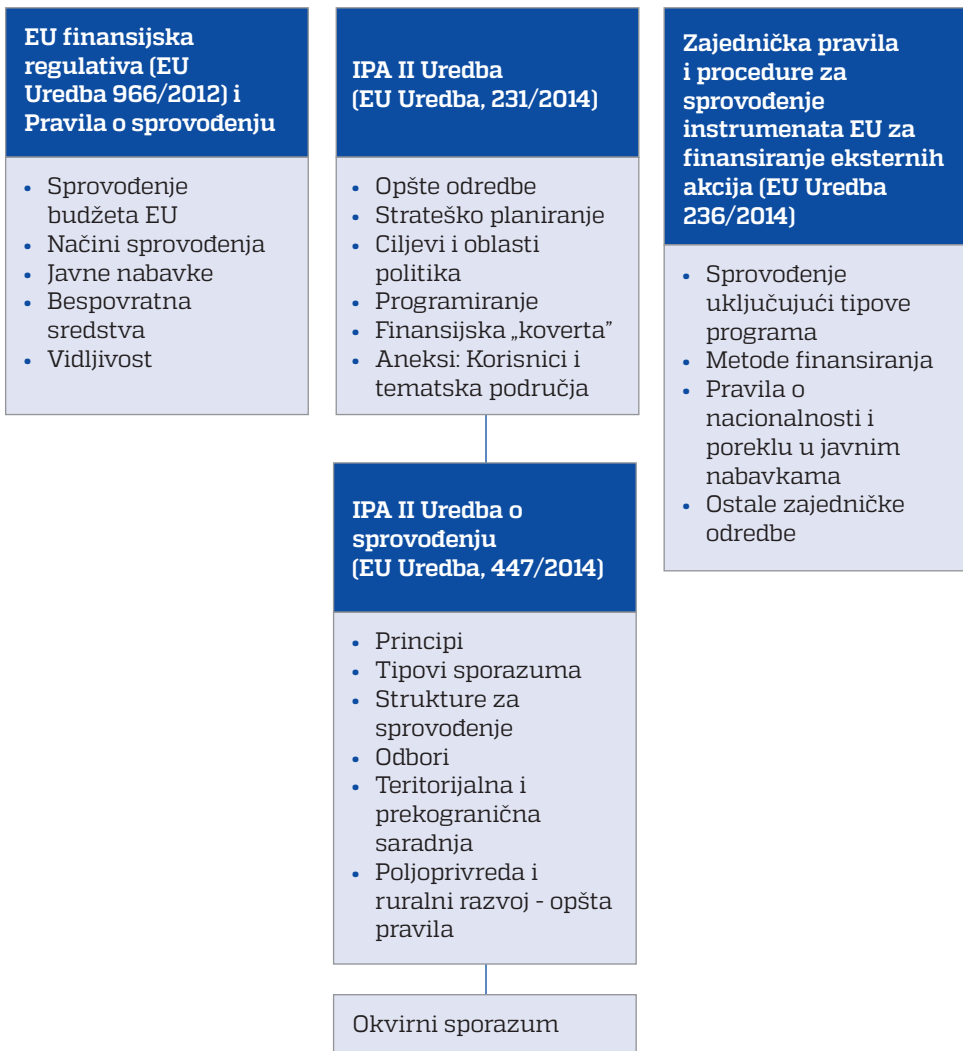 EU finansijska
regulativa (EU
Uredba 966/2012) i
Pravila o sprovođenju
• Sprovođenje
budžeta EU
• Načini sprovođenja
• Javne nabavke
• Bespovratna
sredstva
• Vidljivost
IPA II Uredba
(EU Uredba, 231/2014)
• Opšte odredbe
• Strateško planiranje
• Ciljevi i oblasti
politika
• Programiranje
• Finansijska „koverta”
• Aneksi: Korisnici i
tematska područja
Zajednička pravila
i procedure za
sprovođenje
instrumenata EU za
finansiranje eksternih
akcija (EU Uredba
236/2014)
• Sprovođenje
uključujući tipove
programa
• Metode finansiranja
• Pravila o
nacionalnosti i
poreklu u javnim
nabavkama
• Ostale zajedničke
odredbe
IPA II Uredba o
sprovođenju
(EU Uredba, 447/2014)
• Principi
• Tipovi sporazuma
• Strukture za
sprovođenje
• Odbori
• Teritorijalna i
prekogranična
saradnja
• Poljoprivreda i
ruralni razvoj - opšta
pravila
Okvirni sporazum